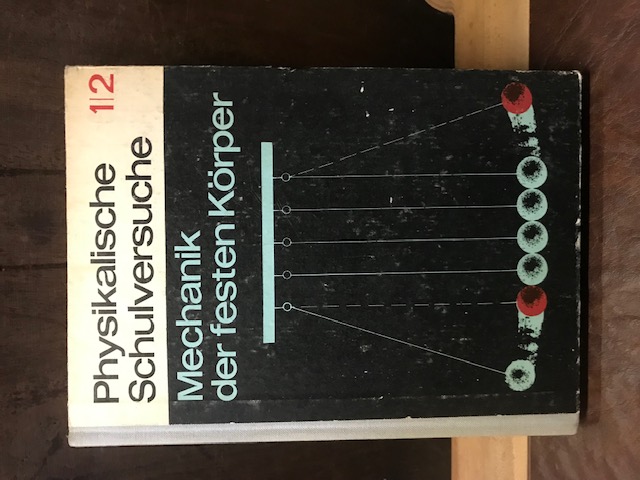 Physikalische
Schulversuche 1|2
Mechanik
der festen Körper